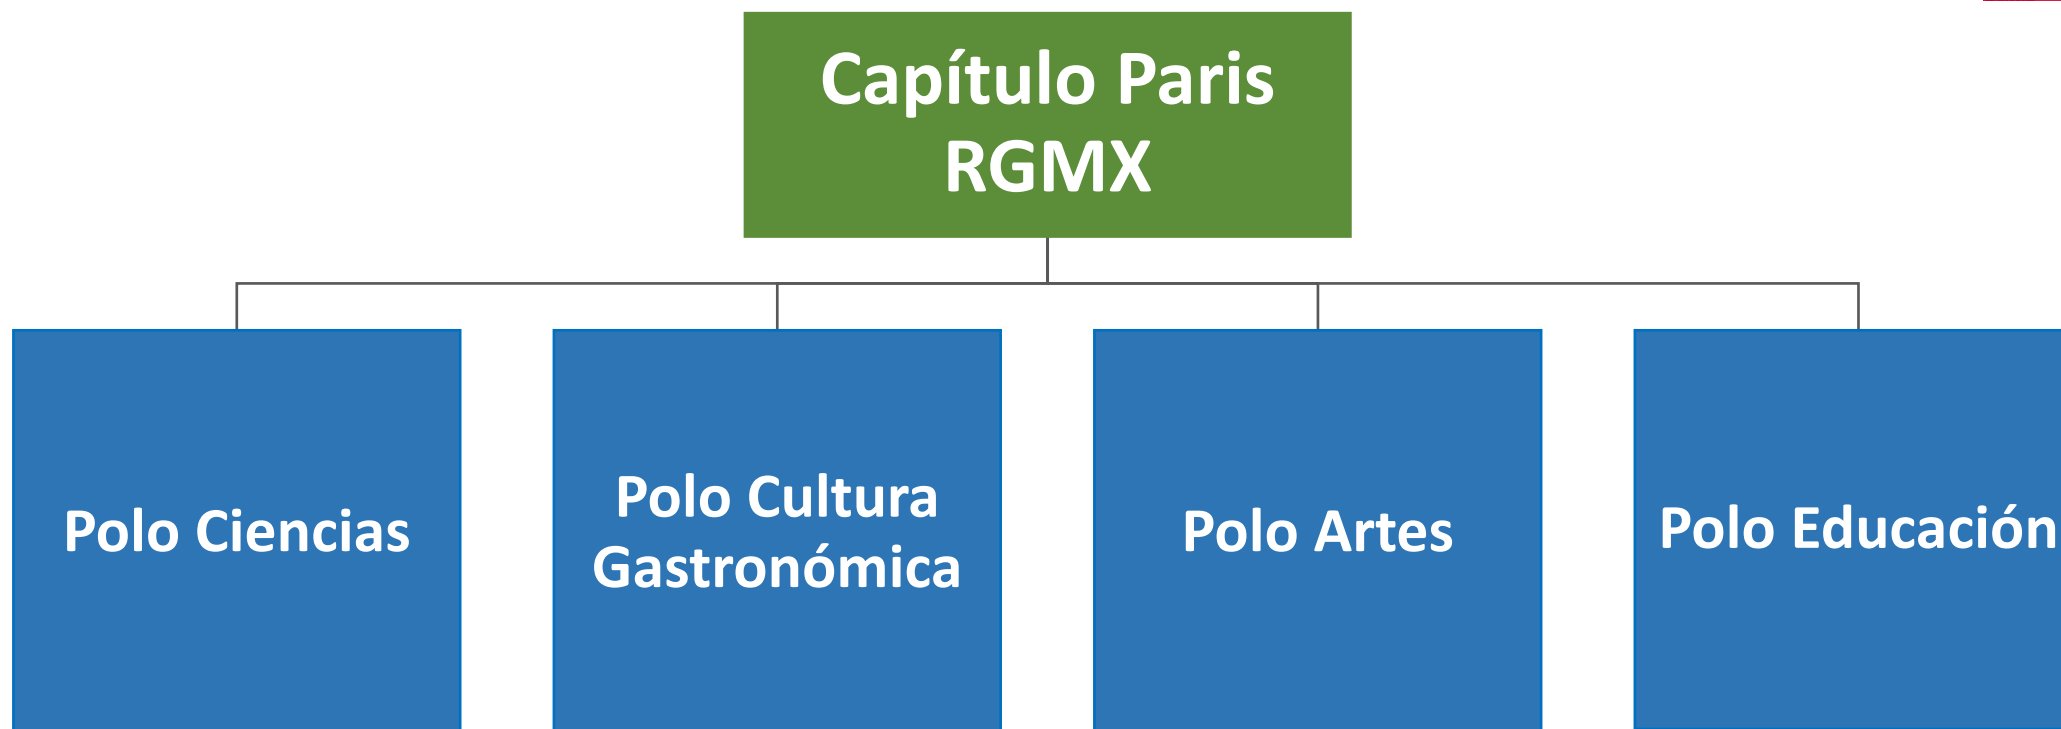 Capítulo Paris
RGMX
Polo Ciencias
Polo Cultura
Gastronómica
Polo Artes
Polo Educación